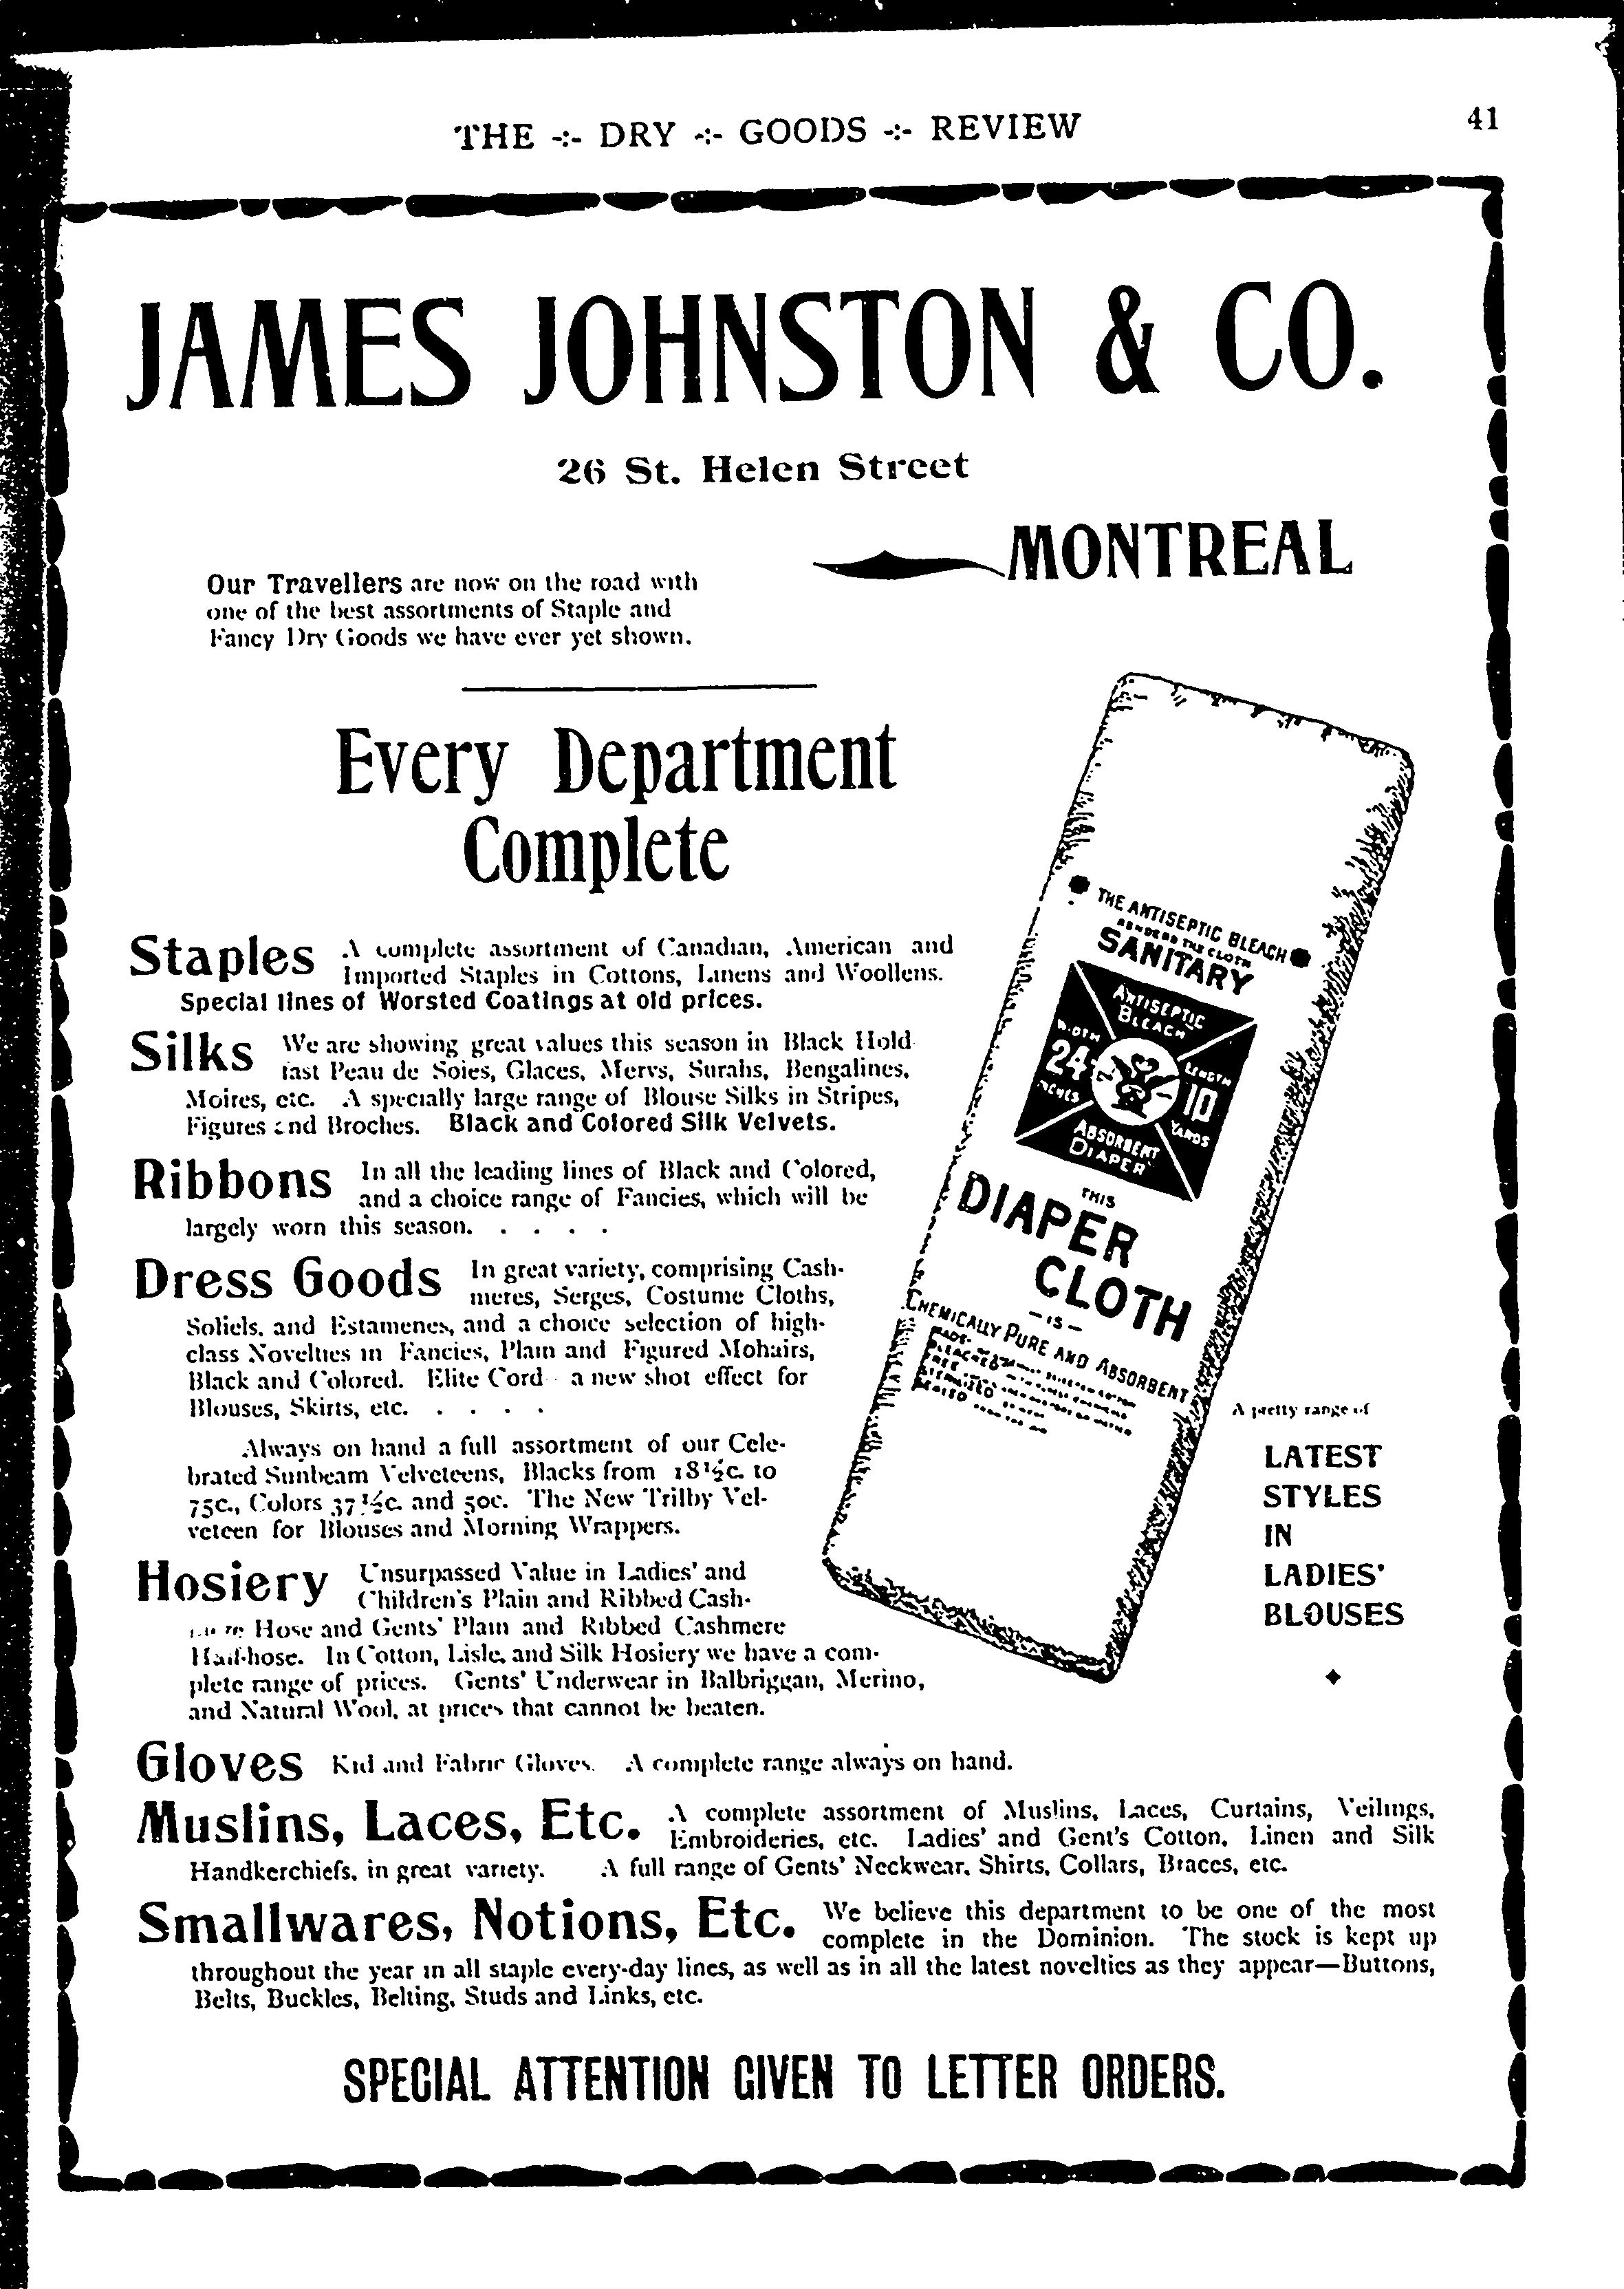 THE -:- DRY -:- GOODS -:- REVIEW
41
JAMES JOHNSTON & CO.
26 St. Helen Street
MONTREAL
Our Travellers are now on the road with
one of the best assortments of Staple and
Fancy Dry Goods we have ever yet shown.
Every Department
Complete
Staples A complete assortment of Canadian, American and
Imported Staples in Cottons, Linens and Woollens.
Special lines of Worsted Coatings at old prices.
Silks We are showing great values this season in Black Hold
fast Peau de Soies, Glaces, Mervs, Surahs, Bengalines,
Moires, etc. A specially large range of Blouse Silks in Stripes,
Figures and Broches. Black and Colored Silk Velvets.
Ribbons In all the leading lines of Black and Colored,
and a choice range of Fancies, which will be
largely worn this season. . . . .
Dress Goods In great variety, comprising Cash-
meres, Serges, Costume Cloths,
Soliels, and Estamenes, and a choice selection of high-
class Novelties in Fancies, Plain and Figured Mohairs,
Black and Colored. Elite Cord a new shot effect for
Blouses, Skirts, etc. . . . .
Always on hand a full assortment of our Cele-
brated Sunbeam Velveteens, Blacks from 18½c. to
75c., Colors 37½c. and 50c. The New Trilby Vel-
veteen for Blouses and Morning Wrappers.
Hosiery Unsurpassed Value in Ladies' and
Children's Plain and Ribbed Cash-
mere Hose and Gents' Plain and Ribbed Cashmere
Half-hose. In Cotton, Lisle, and Silk Hosiery we have a com-
plete range of prices. Gents' Underwear in Balbriggan, Merino,
and Natural Wool, at prices that cannot be beaten.
THE ANTISEPTIC BLEACH
RENDERS THE CLOTH
SANITARY
ANTISEPTIC
BLEACH
WIDTH
24
INCHES
LENGTH
10
YARDS
ABSORBENT
DIAPER
THIS
DIAPER
CLOTH
— IS —
CHEMICALLY PURE AND ABSORBENT
MADE
BLEACHED
FREE
STERILIZED
A pretty range of
LATEST
STYLES
IN
LADIES'
BLOUSES
Gloves Kid and Fabric Gloves. A complete range always on hand.
Muslins, Laces, Etc. A complete assortment of Muslins, Laces, Curtains, Veilings,
Embroideries, etc. Ladies' and Gent's Cotton, Linen and Silk
Handkerchiefs, in great variety. A full range of Gents' Neckwear, Shirts, Collars, Braces, etc.
Smallwares, Notions, Etc. We believe this department to be one of the most
complete in the Dominion. The stock is kept up
throughout the year in all staple every-day lines, as well as in all the latest novelties as they appear—Buttons,
Belts, Buckles, Belting, Studs and Links, etc.
SPECIAL ATTENTION GIVEN TO LETTER ORDERS.